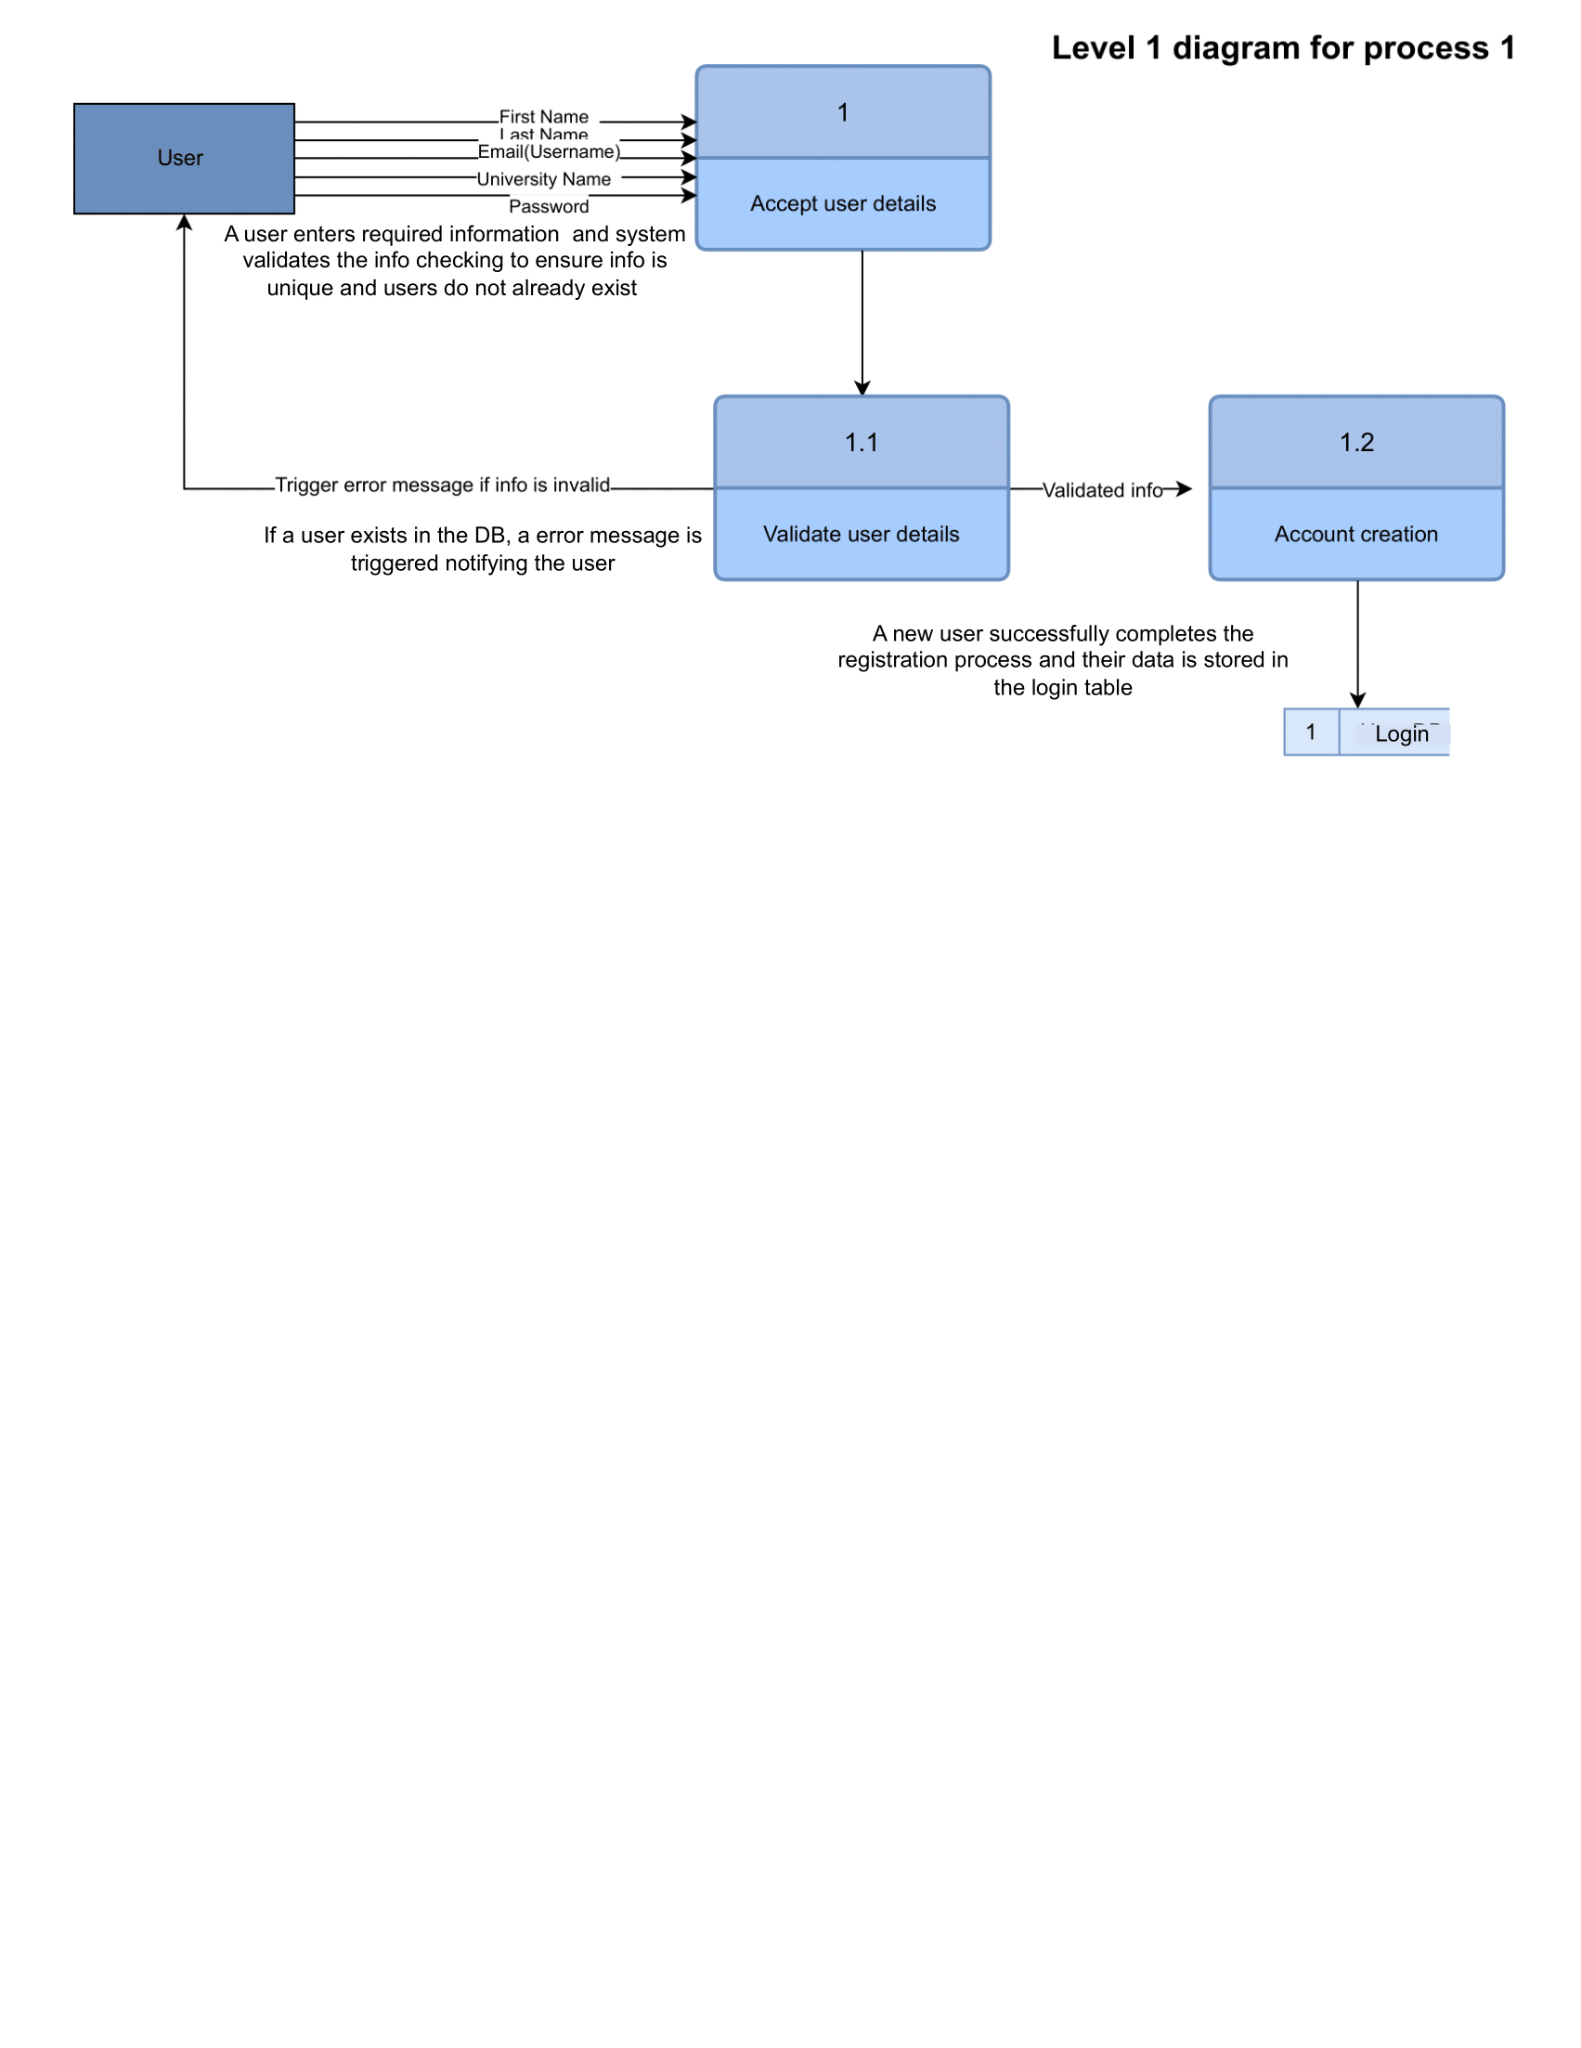 Level 1 diagram for process 1
User
First Name
Last Name
Email(Username)
University Name
Password
1
Accept user details
A user enters required information  and system
validates the info checking to ensure info is
unique and users do not already exist
1.1
Validate user details
Trigger error message if info is invalid
If a user exists in the DB, a error message is
triggered notifying the user
Validated info
1.2
Account creation
A new user successfully completes the
registration process and their data is stored in
the login table
1
Login